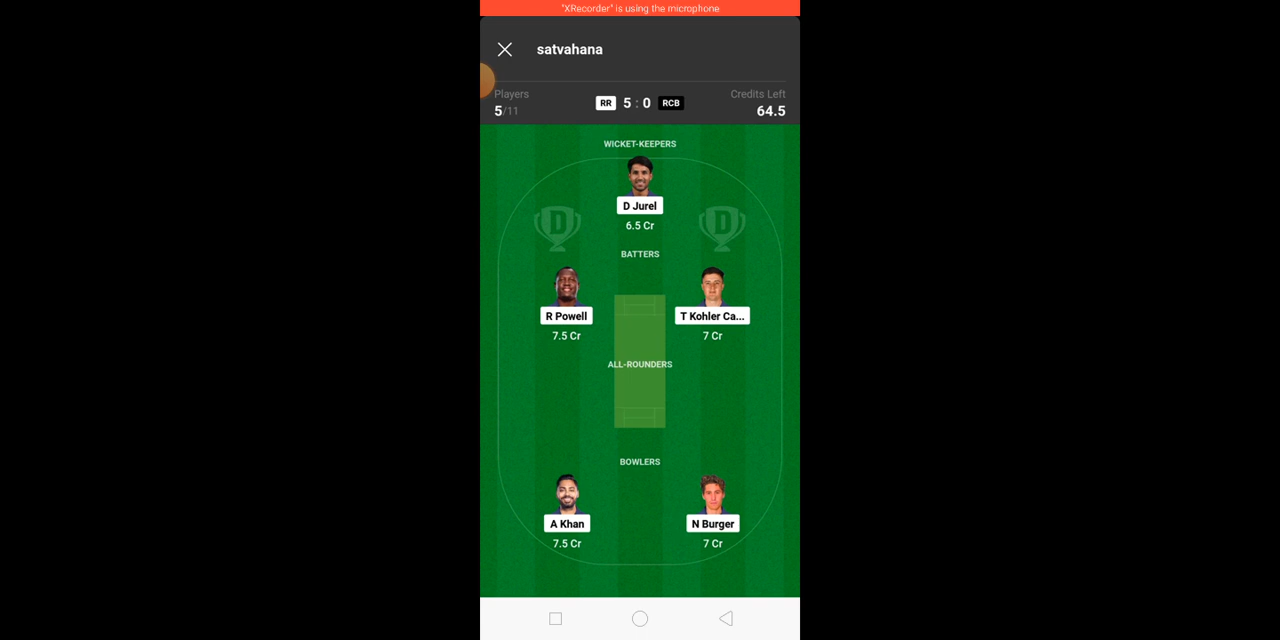 "XRecorder" is using the microphone
satvahana
Players
5/11
RR 5 : 0 RCB
Credits Left
64.5
WICKET-KEEPERS
D Jurel
6.5 Cr
BATTERS
R Powell
7.5 Cr
T Kohler Ca...
7 Cr
ALL-ROUNDERS
BOWLERS
A Khan
7.5 Cr
N Burger
7 Cr